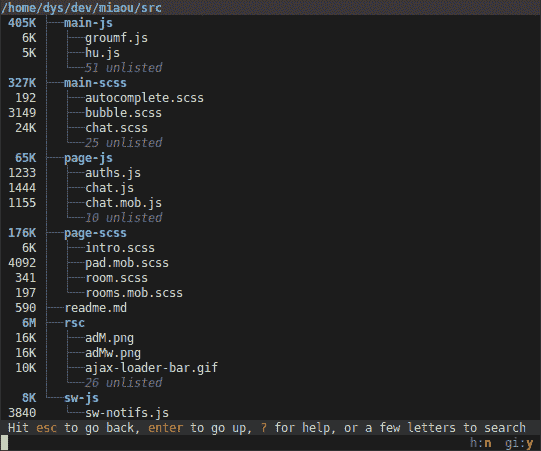 /home/dys/dev/miaou/src
405K ├──main-js
6K │ ├──groumf.js
5K │ ├──hu.js
│ └──51 unlisted
327K ├──main-scss
192 │ ├──autocomplete.scss
3149 │ ├──bubble.scss
24K │ ├──chat.scss
│ └──25 unlisted
65K ├──page-js
1233 │ ├──auths.js
1444 │ ├──chat.js
1155 │ ├──chat.mob.js
│ └──10 unlisted
176K ├──page-scss
6K │ ├──intro.scss
4092 │ ├──pad.mob.scss
341 │ ├──room.scss
197 │ └──rooms.mob.scss
590 ├──readme.md
6M ├──rsc
16K │ ├──adM.png
16K │ ├──adMw.png
10K │ ├──ajax-loader-bar.gif
│ └──26 unlisted
8K └──sw-js
3840 └──sw-notifs.js
Hit esc to go back, enter to go up, ? for help, or a few letters to search
h:n gi:y